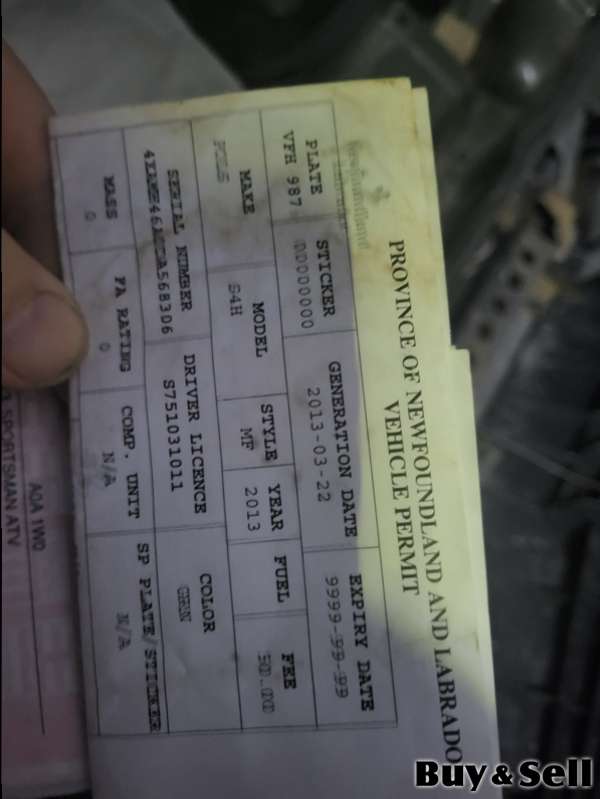 PROVINCE OF NEWFOUNDLAND AND LABRADO
VEHICLE PERMIT
PLATE STICKER GENERATION DATE EXPIRY DATE
VFH 987 00000000 2013-03-22 9999-99-99
MAKE MODEL STYLE YEAR FUEL FEE
S4H MF 2013
SERIAL NUMBER DRIVER LICENCE COLOR
S751031011 GRN
MASS FA RATING COMP. UNIT SP PLATE/STICKER
0 0 N/A N/A
A0A 1W0
SPORTSMAN ATV
Buy & Sell